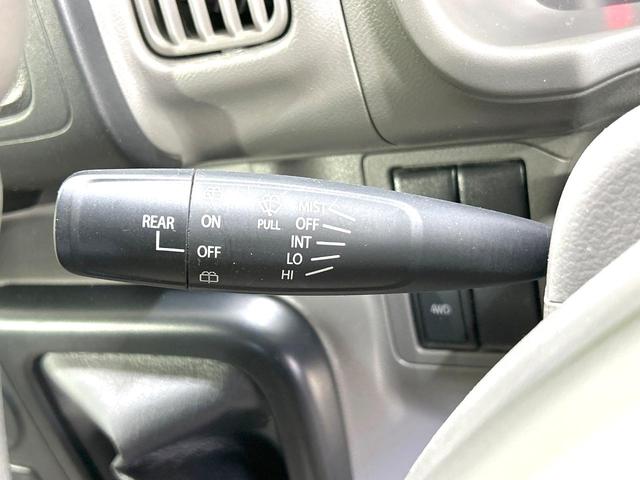 REAR
ON
OFF
PULL
MIST
OFF
INT
LO
HI
4WD